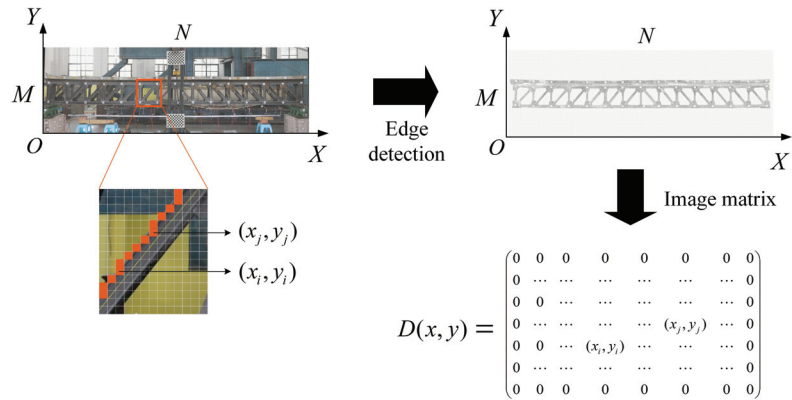 Y
N
M
O
X
Edge
detection
Y
N
M
O
X
(x_j, y_j)
(x_i, y_i)
Image matrix
D(x, y) =
0 0 0 0 0 0 0 0
0 ... ... ... ... ... ... 0
0 0 ... ... ... ... ... 0
0 ... ... ... ... (x_j, y_j) ... 0
0 0 ... (x_i, y_i) ... ... ... 0
0 ... ... ... ... ... ... 0
0 0 0 0 0 0 0 0